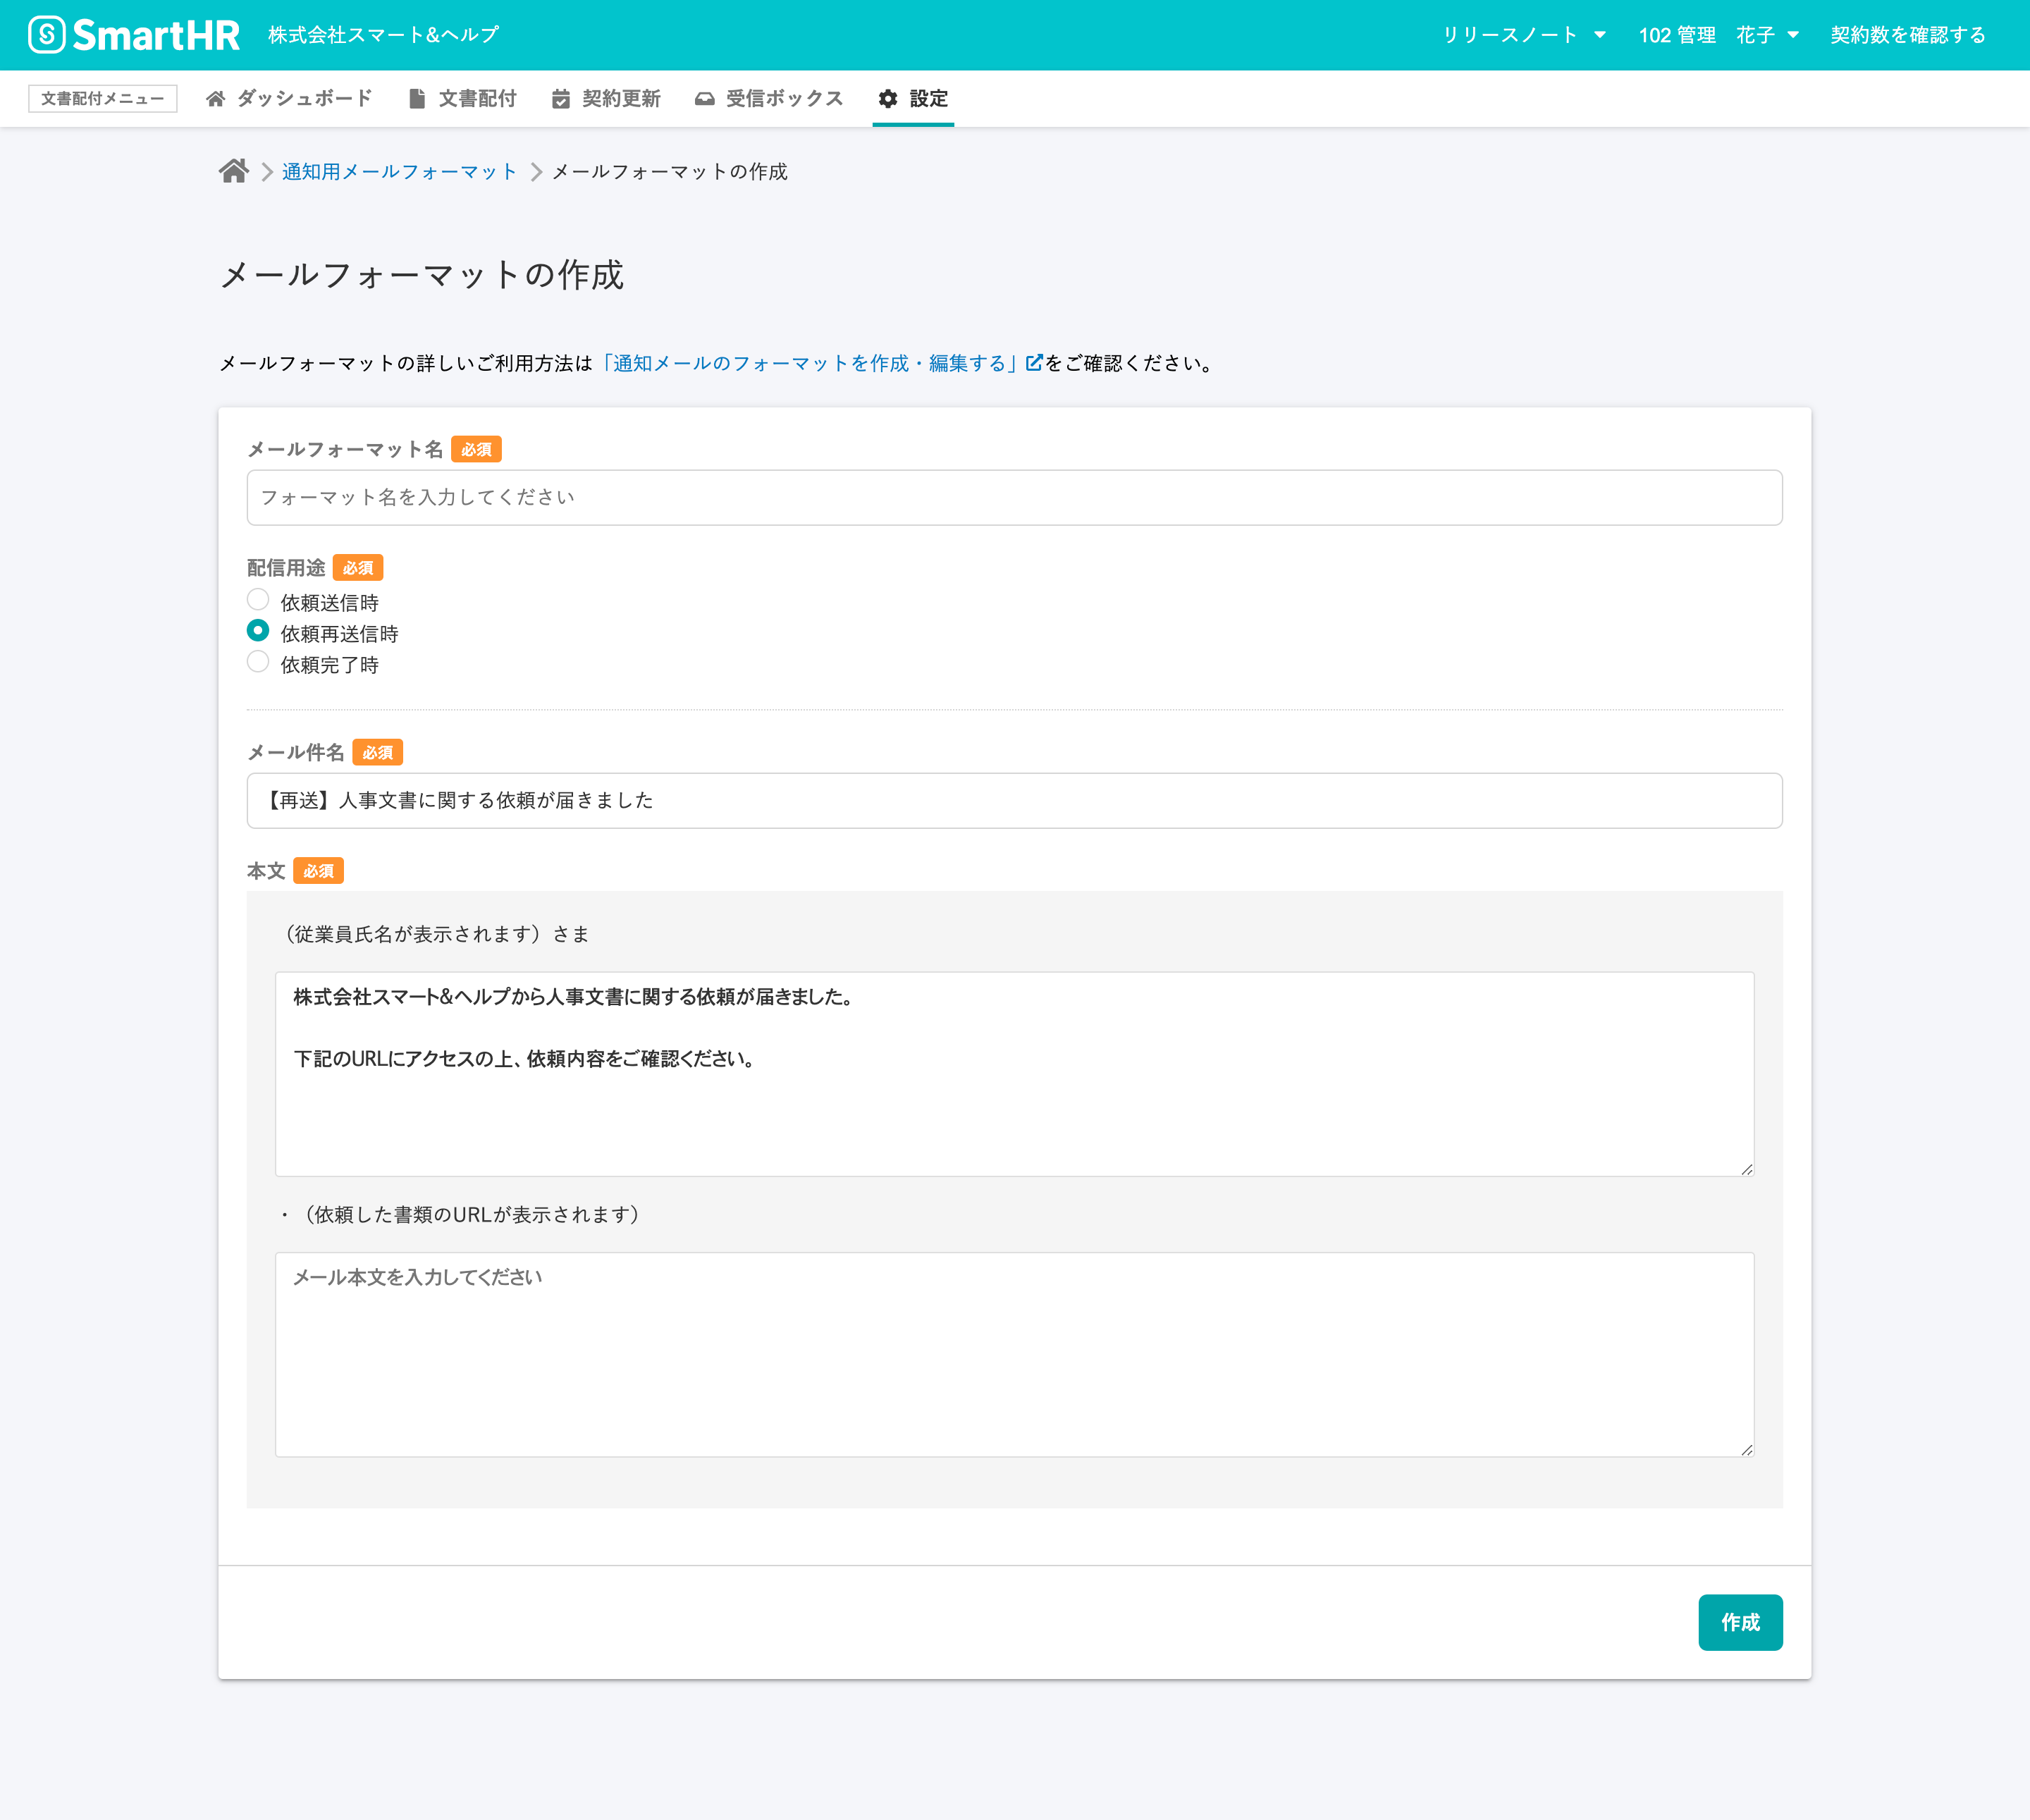 SmartHR 株式会社スマート&ヘルプ リリースノート 102 管理 花子 契約数を確認する
文書配付メニュー ダッシュボード 文書配付 契約更新 受信ボックス 設定
通知用メールフォーマット メールフォーマットの作成
メールフォーマットの作成
メールフォーマットの詳しいご利用方法は「通知メールのフォーマットを作成・編集する」をご確認ください。
メールフォーマット名 必須
フォーマット名を入力してください
配信用途 必須
依頼送信時
依頼再送信時
依頼完了時
メール件名 必須
【再送】人事文書に関する依頼が届きました
本文 必須
（従業員氏名が表示されます）さま
株式会社スマート&ヘルプから人事文書に関する依頼が届きました。
下記のURLにアクセスの上、依頼内容をご確認ください。
・（依頼した書類のURLが表示されます）
メール本文を入力してください
作成